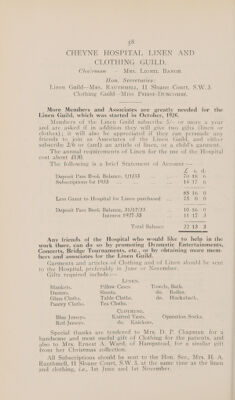 58
CHEYNE HOSPITAL LINEN AND
CLOTHING GUILD.
Chairman - MRS. LIONEL
Hon. Secretaries:
Linen Guild—MRS. RAUTHMELL, 11 Sloane Court, S.W.3
Clothing Guild—MISS PRIEST-DUNCOMBE.
More Members and Associates are greatly needed for the
Linen Guild, which was started in October, 1926.
Members of the Linen Guild subscribe 5/- or more a year
and are asked if in addition they will give two gifts (linen or
clothes); it will also be appreciated if they can persuade any
friends to join as Associates of the Linen Guild, and either
subscribe 2/6 or (and) an article of linen, or a child's garment.
The annual requirements of Linen for the use of the Hospital
cost about £130.
The following is a brief Statement of Account:—
£ s. d.
Deposit Pass Book Balance, 1/1/33
Subscriptions for 1933
85 16 0
Less Grant to Hospital for Linen purchased ... 75 0 0
Deposit Pass Book Balance, 31/12/33 10 16 0
Interest 1927-33 11 17 3
Total Balance 22 13 3
Any friends of the Hospital who would like to help in the
work there, can do so by promoting Dramatic Entertainments,
Concerts, Bridge Tournaments, etc., or by obtaining more mem-
bers and associates for the Linen Guild.
Garments and articles of Clothing and of Linen should be sent
to the Hospital, preferably in June or November.
Gifts required include:—
LINEN.
Blankets. Pillow Cases. Towels, Bath.
Dusters. Sheets. do. Roller.
Glass Cloths. Table Cloths. do. Huckaback.
Pantry Cloths. Tea Cloths.
CLOTHING.
Blue Jerseys. Knitted Vests. Operation Socks.
Red Jerseys. do. Knickers.
Special thanks are tendered to Mrs. D. P. Chapman for a
handsome and most useful gift of Clothing for the patients, and
also to Mrs. Ernest A. Ward, of Hampstead, for a similar gift
from her Christmas collection.
All Subscriptions should be sent to the Hon. Sec., Mrs. H. A.
Rauthmell, 11 Sloane Court, S.W.3, at the same time as the linen
and clothing, i.e., 1st June and 1st November.